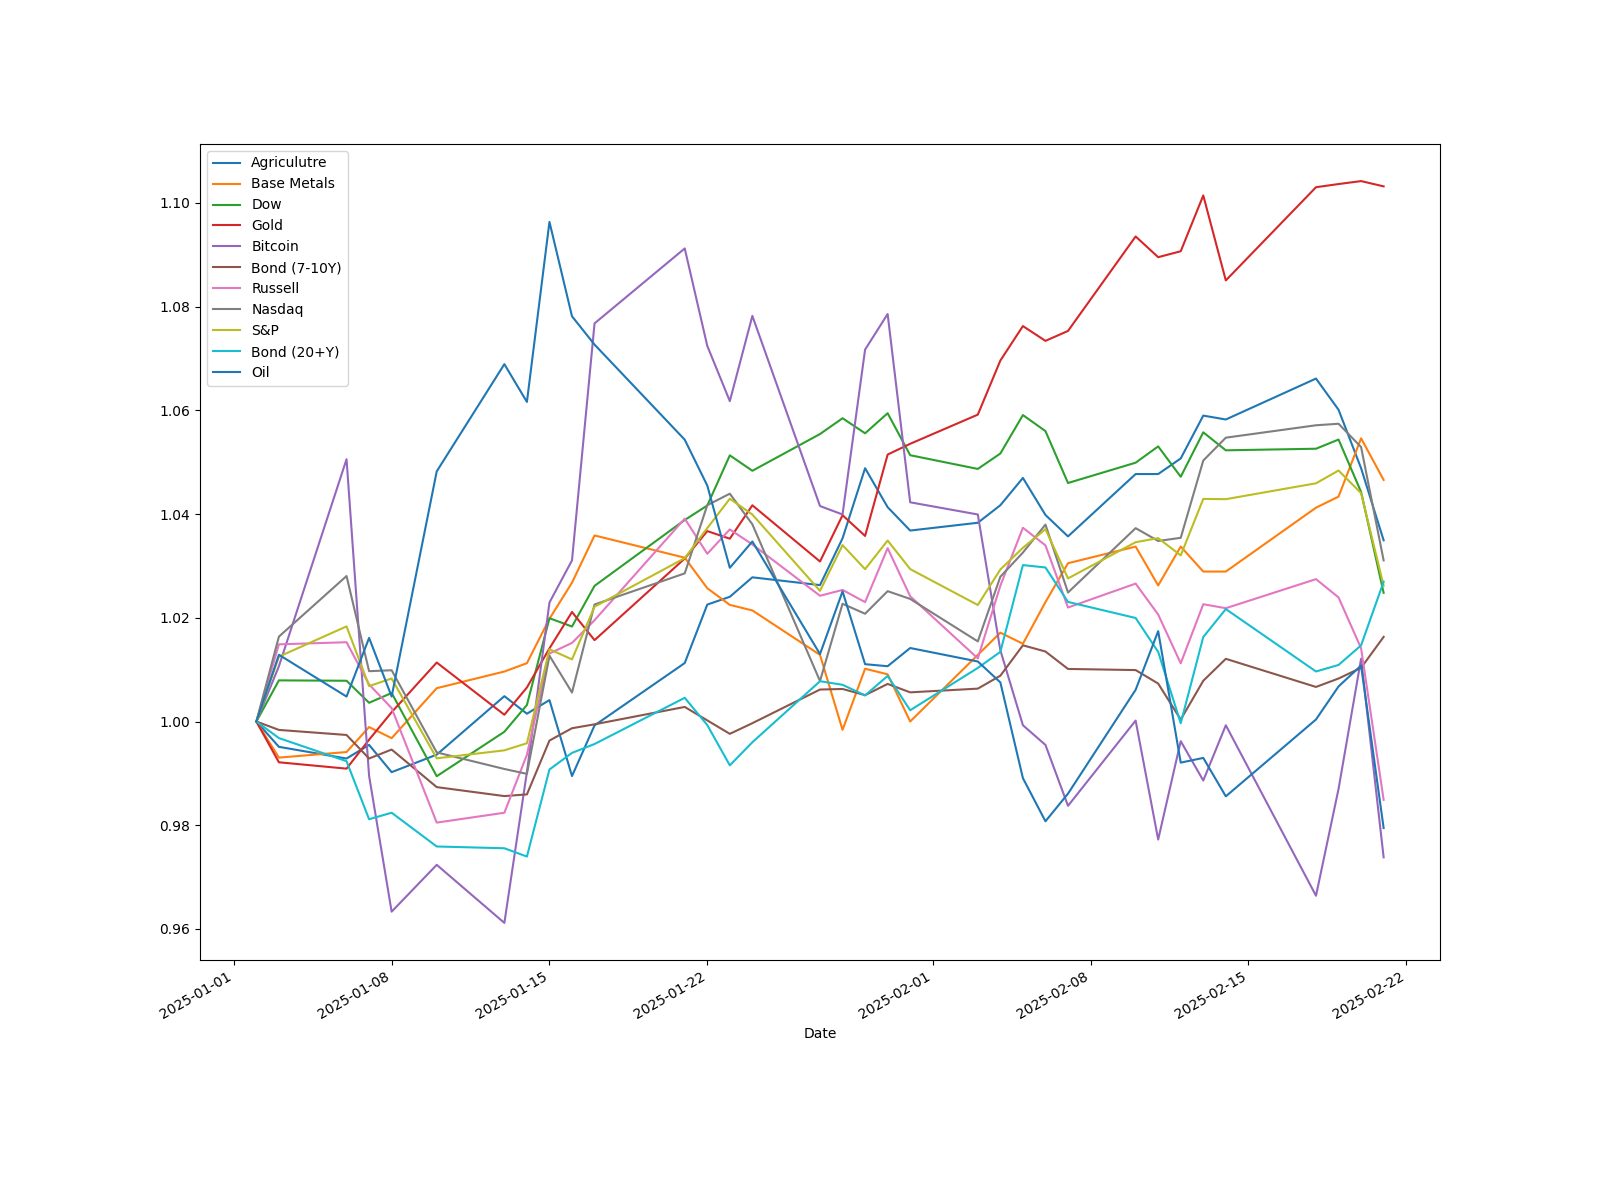 Agriculutre
Base Metals
Dow
Gold
Bitcoin
Bond (7-10Y)
Russell
Nasdaq
S&P
Bond (20+Y)
Oil
1.10
1.08
1.06
1.04
1.02
1.00
0.98
0.96
2025-01-01
2025-01-08
2025-01-15
2025-01-22
2025-02-01
2025-02-08
2025-02-15
2025-02-22
Date